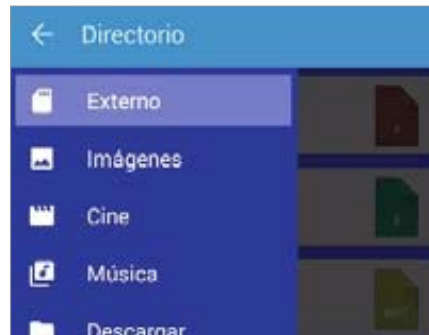 Directorio
Externo
Imágenes
Cine
Música
Descargar